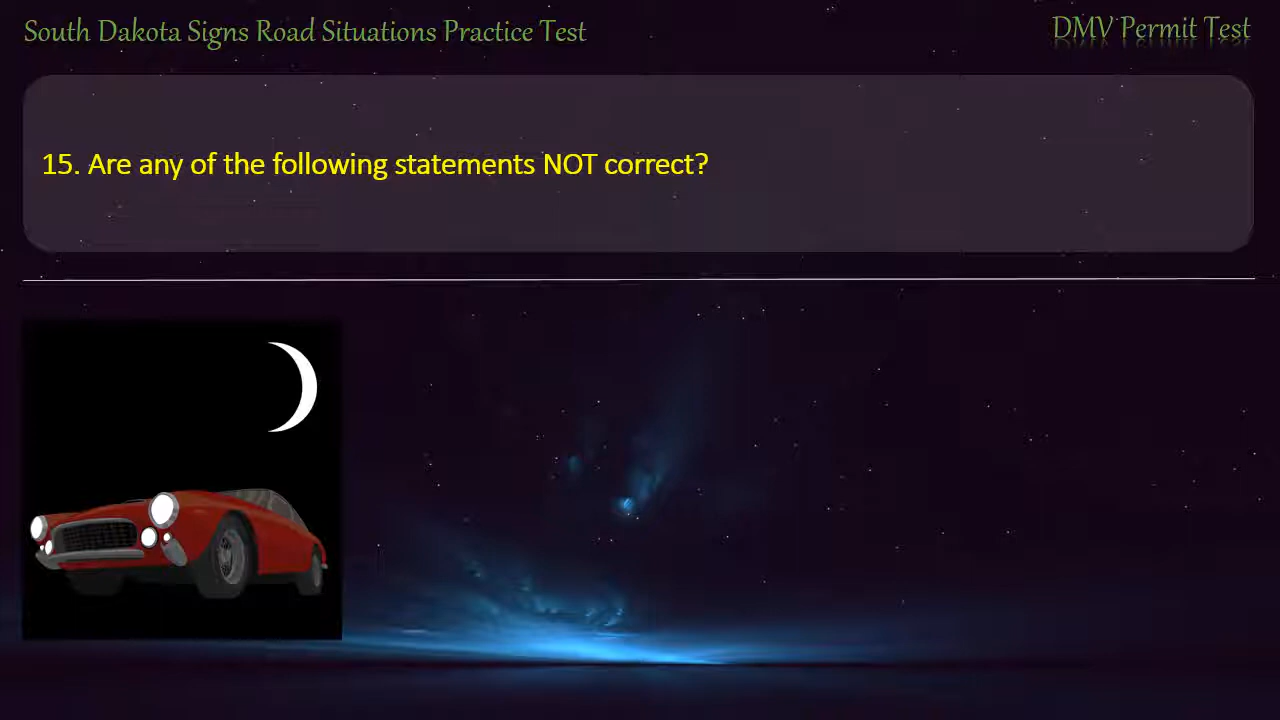 South Dakota Signs Road Situations Practice Test
DMV Permit Test
15. Are any of the following statements NOT correct?